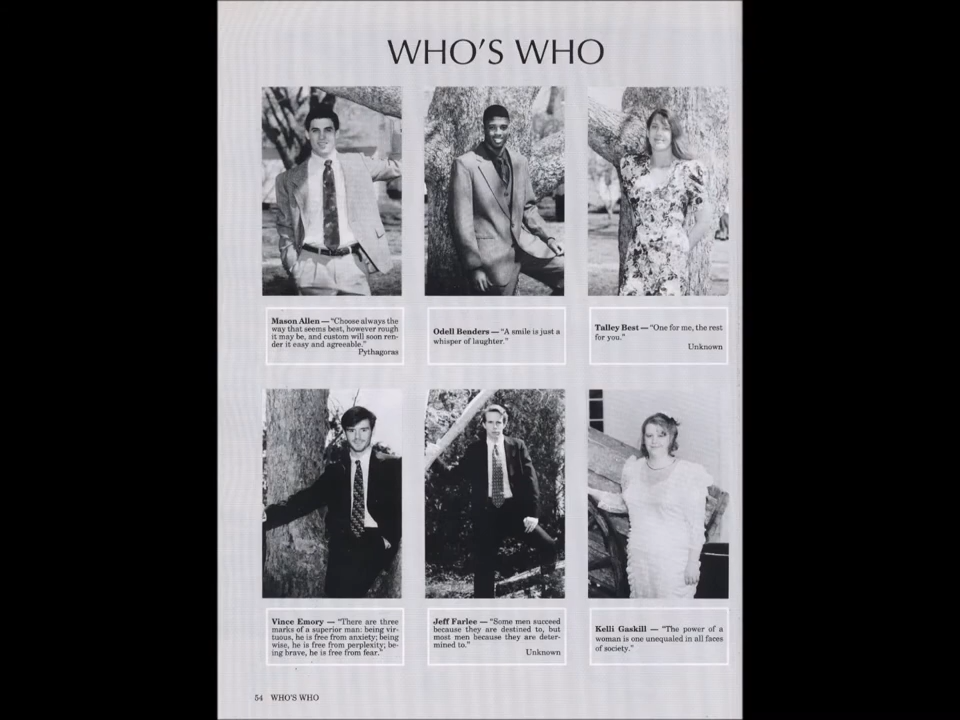 WHO'S WHO
Mason Allen — "Choose always the
way that seems best, however rough
it may be, and custom will soon ren-
der it easy and agreeable."
Pythagoras
Odell Benders — "A smile is just a
whisper of laughter."
Talley Best — "One for me, the rest
for you."
Unknown
Vince Emory — "There are three
marks of a superior man: being vir-
tuous, he is free from anxiety; being
wise, he is free from perplexity; be-
ing brave, he is free from fear."
Jeff Farlee — "Some men succeed
because they are destined to, but
most men because they are deter-
mined to."
Unknown
Kelli Gaskill — "The power of a
woman is one unequaled in all faces
of society."
54 WHO'S WHO